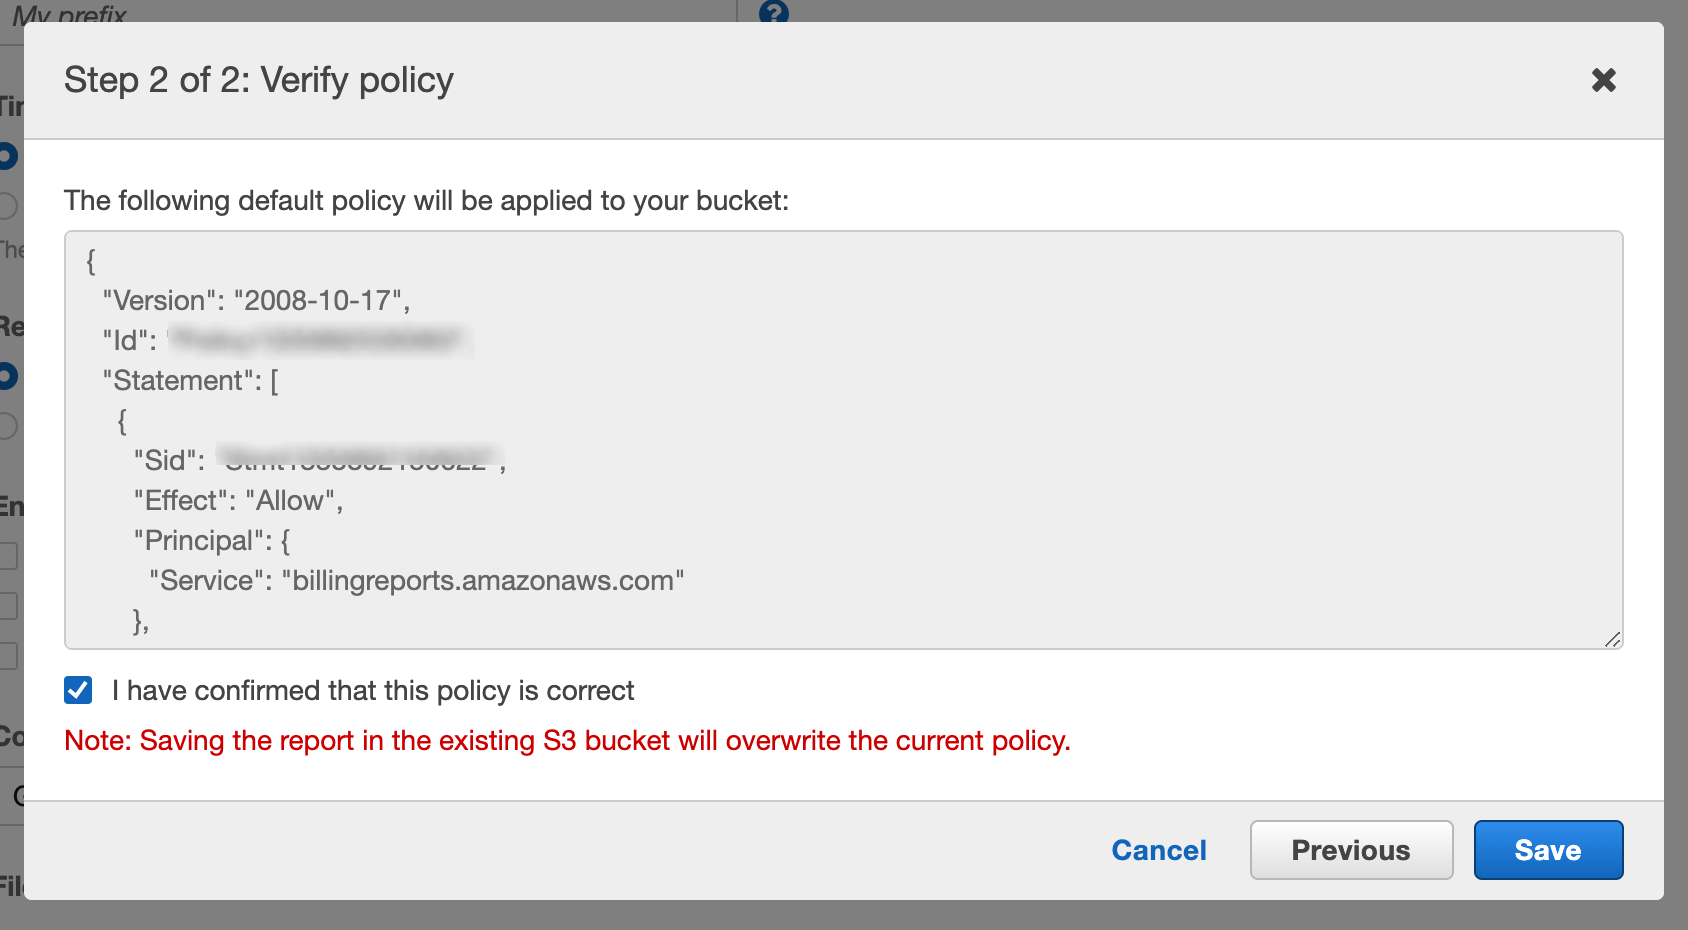 My prefix
?
Step 2 of 2: Verify policy
The following default policy will be applied to your bucket:
{
"Version": "2008-10-17",
"Id":
"Statement": [
{
"Sid": ,
"Effect": "Allow",
"Principal": {
"Service": "billingreports.amazonaws.com"
},
I have confirmed that this policy is correct
Note: Saving the report in the existing S3 bucket will overwrite the current policy.
Cancel
Previous
Save